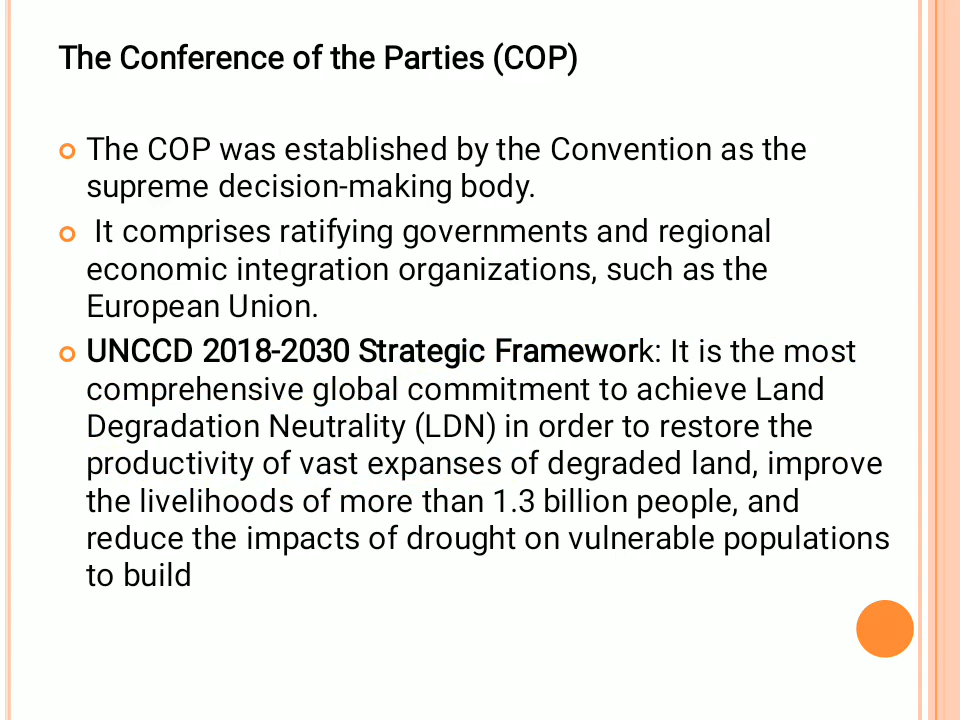 The Conference of the Parties (COP)
The COP was established by the Convention as the
supreme decision-making body.
It comprises ratifying governments and regional
economic integration organizations, such as the
European Union.
UNCCD 2018-2030 Strategic Framework: It is the most
comprehensive global commitment to achieve Land
Degradation Neutrality (LDN) in order to restore the
productivity of vast expanses of degraded land, improve
the livelihoods of more than 1.3 billion people, and
reduce the impacts of drought on vulnerable populations
to build